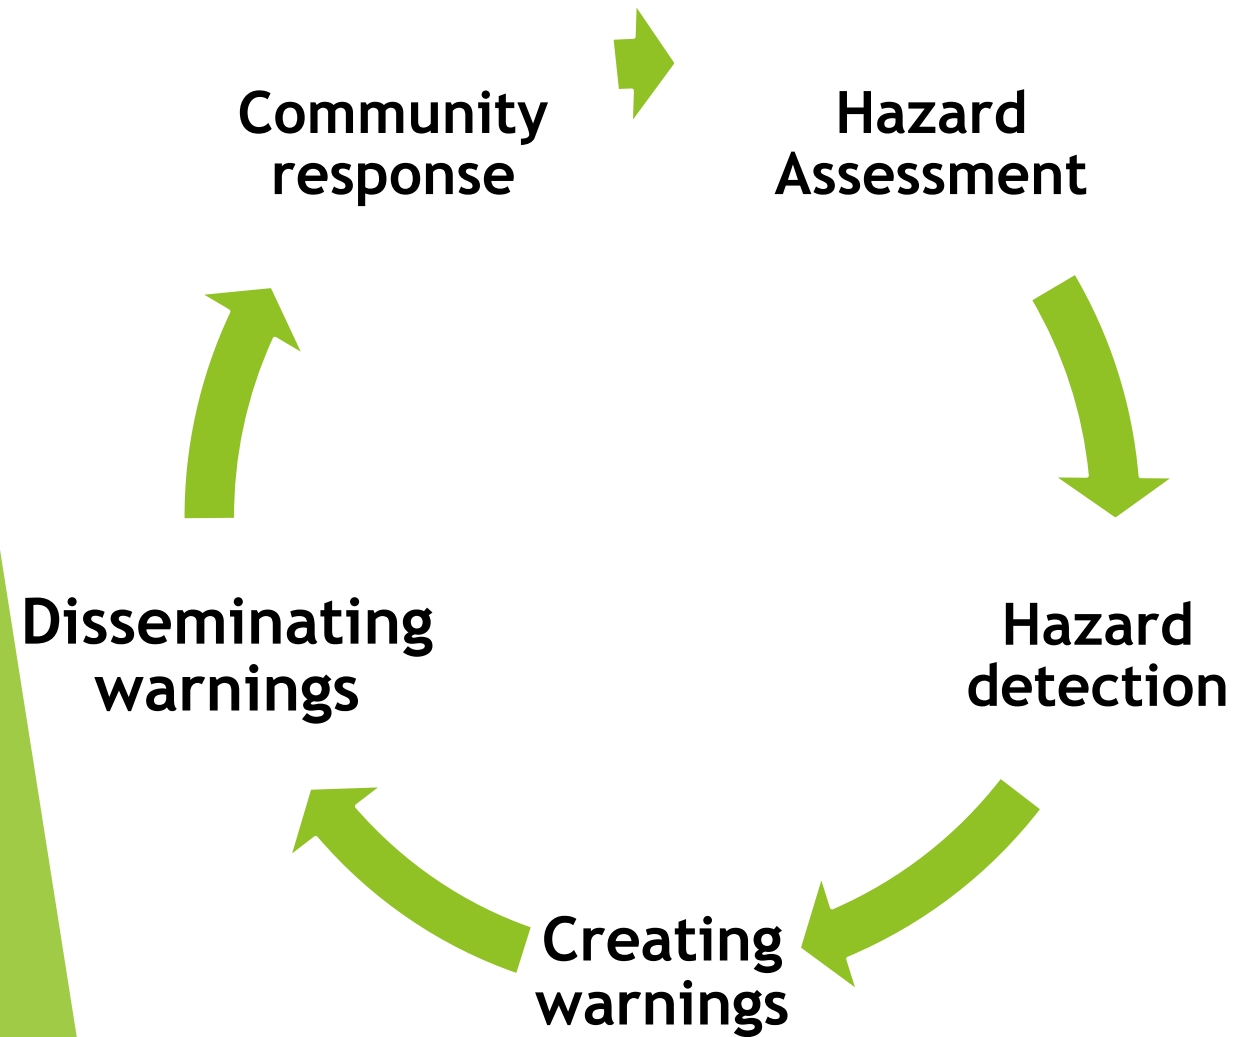 Community
response
Hazard
Assessment
Hazard
detection
Creating
warnings
Disseminating
warnings